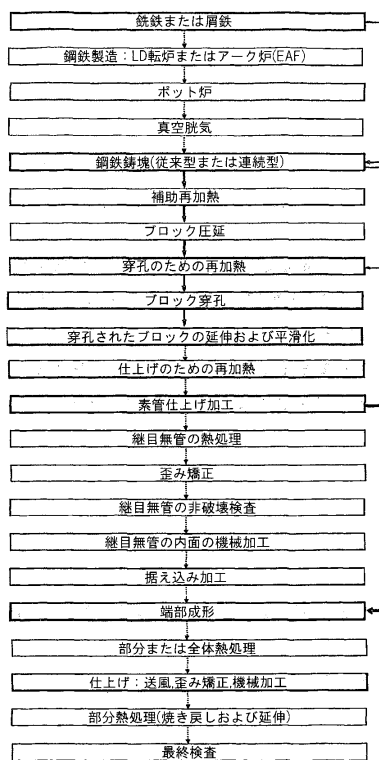 銑鉄または屑鉄
鋼鉄製造：LD転炉またはアーク炉(EAF)
ポット炉
真空脱気
鋼鉄鋳塊(従来型または連続型)
補助再加熱
ブロック圧延
穿孔のための再加熱
ブロック穿孔
穿孔されたブロックの延伸および平滑化
仕上げのための再加熱
素管仕上げ加工
継目無管の熱処理
歪み矯正
継目無管の非破壊検査
継目無管の内面の機械加工
据え込み加工
端部成形
部分または全体熱処理
仕上げ：送風,歪み矯正,機械加工
部分熱処理(焼き戻しおよび延伸)
最終検査